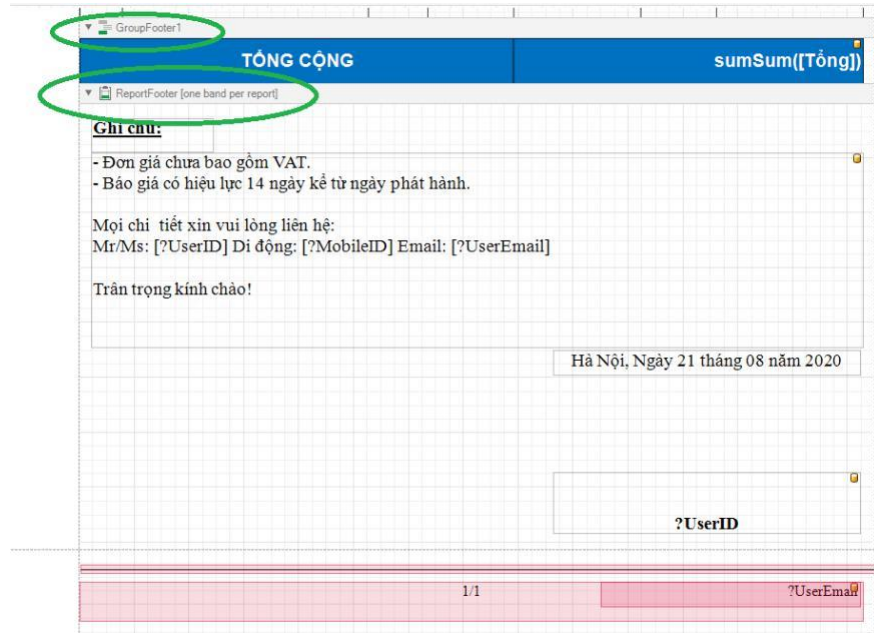 GroupFooter1
TỔNG CỘNG sumSum([Tổng])
ReportFooter [one band per report]
Ghi chú:
- Đơn giá chưa bao gồm VAT.
- Báo giá có hiệu lực 14 ngày kể từ ngày phát hành.
Mọi chi tiết xin vui lòng liên hệ:
Mr/Ms: [?UserID] Di động: [?MobileID] Email: [?UserEmail]
Trân trọng kính chào!
Hà Nội, Ngày 21 tháng 08 năm 2020
?UserID
1/1 ?UserEmail